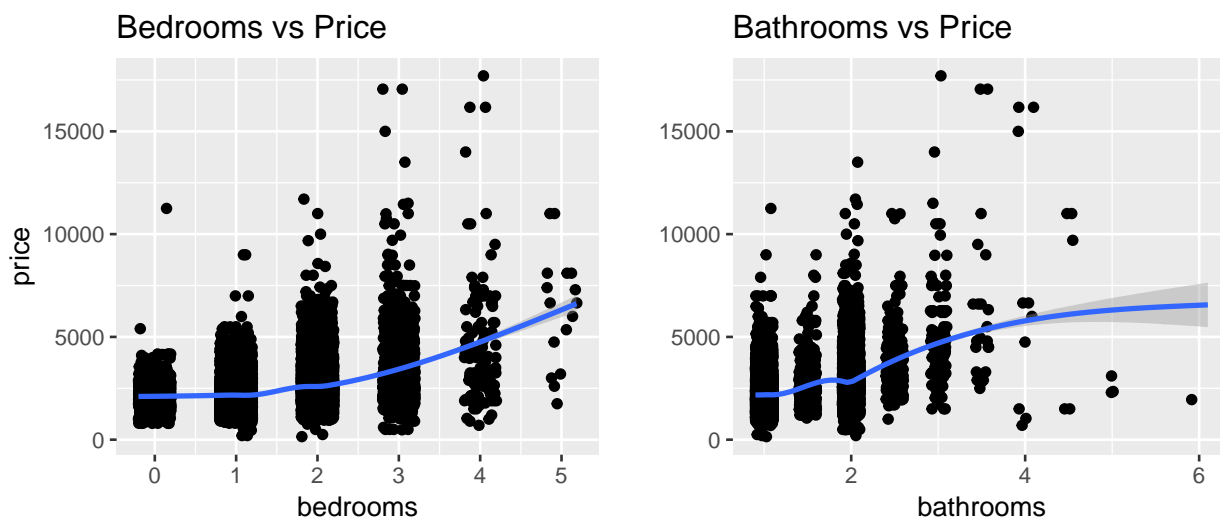 Bedrooms vs Price
15000
10000
5000
0
price
0 1 2 3 4 5
bedrooms
Bathrooms vs Price
15000
10000
5000
0
2 4 6
bathrooms